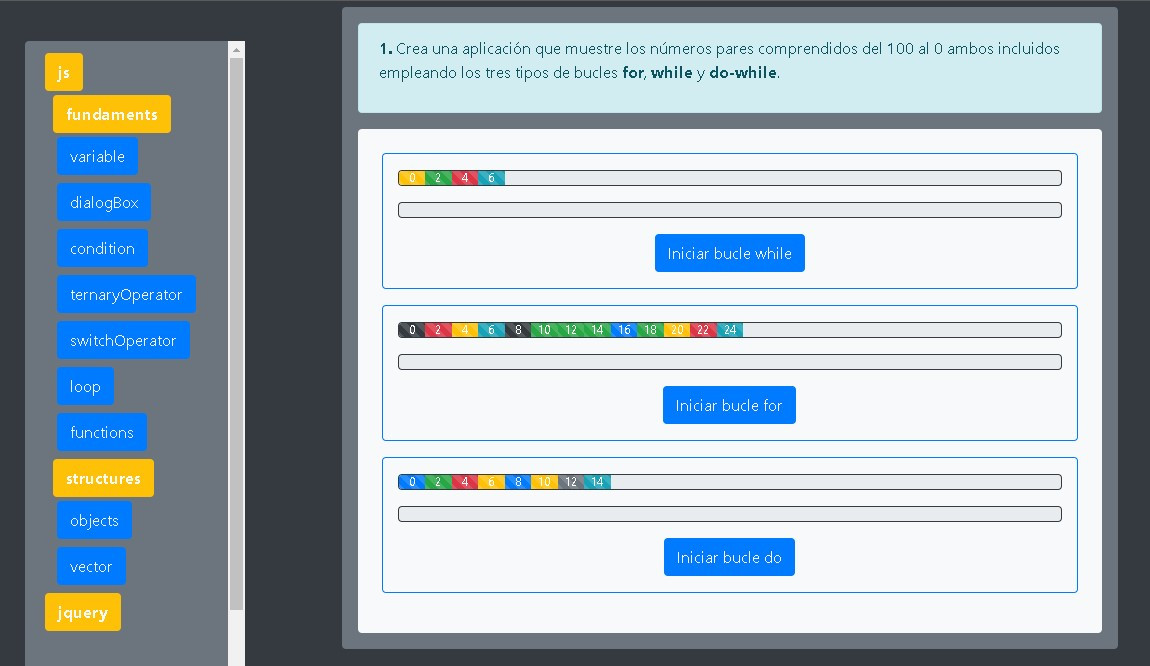 js
fundaments
variable
dialogBox
condition
ternaryOperator
switchOperator
loop
functions
structures
objects
vector
jquery
1. Crea una aplicación que muestre los números pares comprendidos del 100 al 0 ambos incluidos
empleando los tres tipos de bucles for, while y do-while.
0 2 4 6
Iniciar bucle while
0 2 4 6 8 10 12 14 16 18 20 22 24
Iniciar bucle for
0 2 4 6 8 10 12 14
Iniciar bucle do